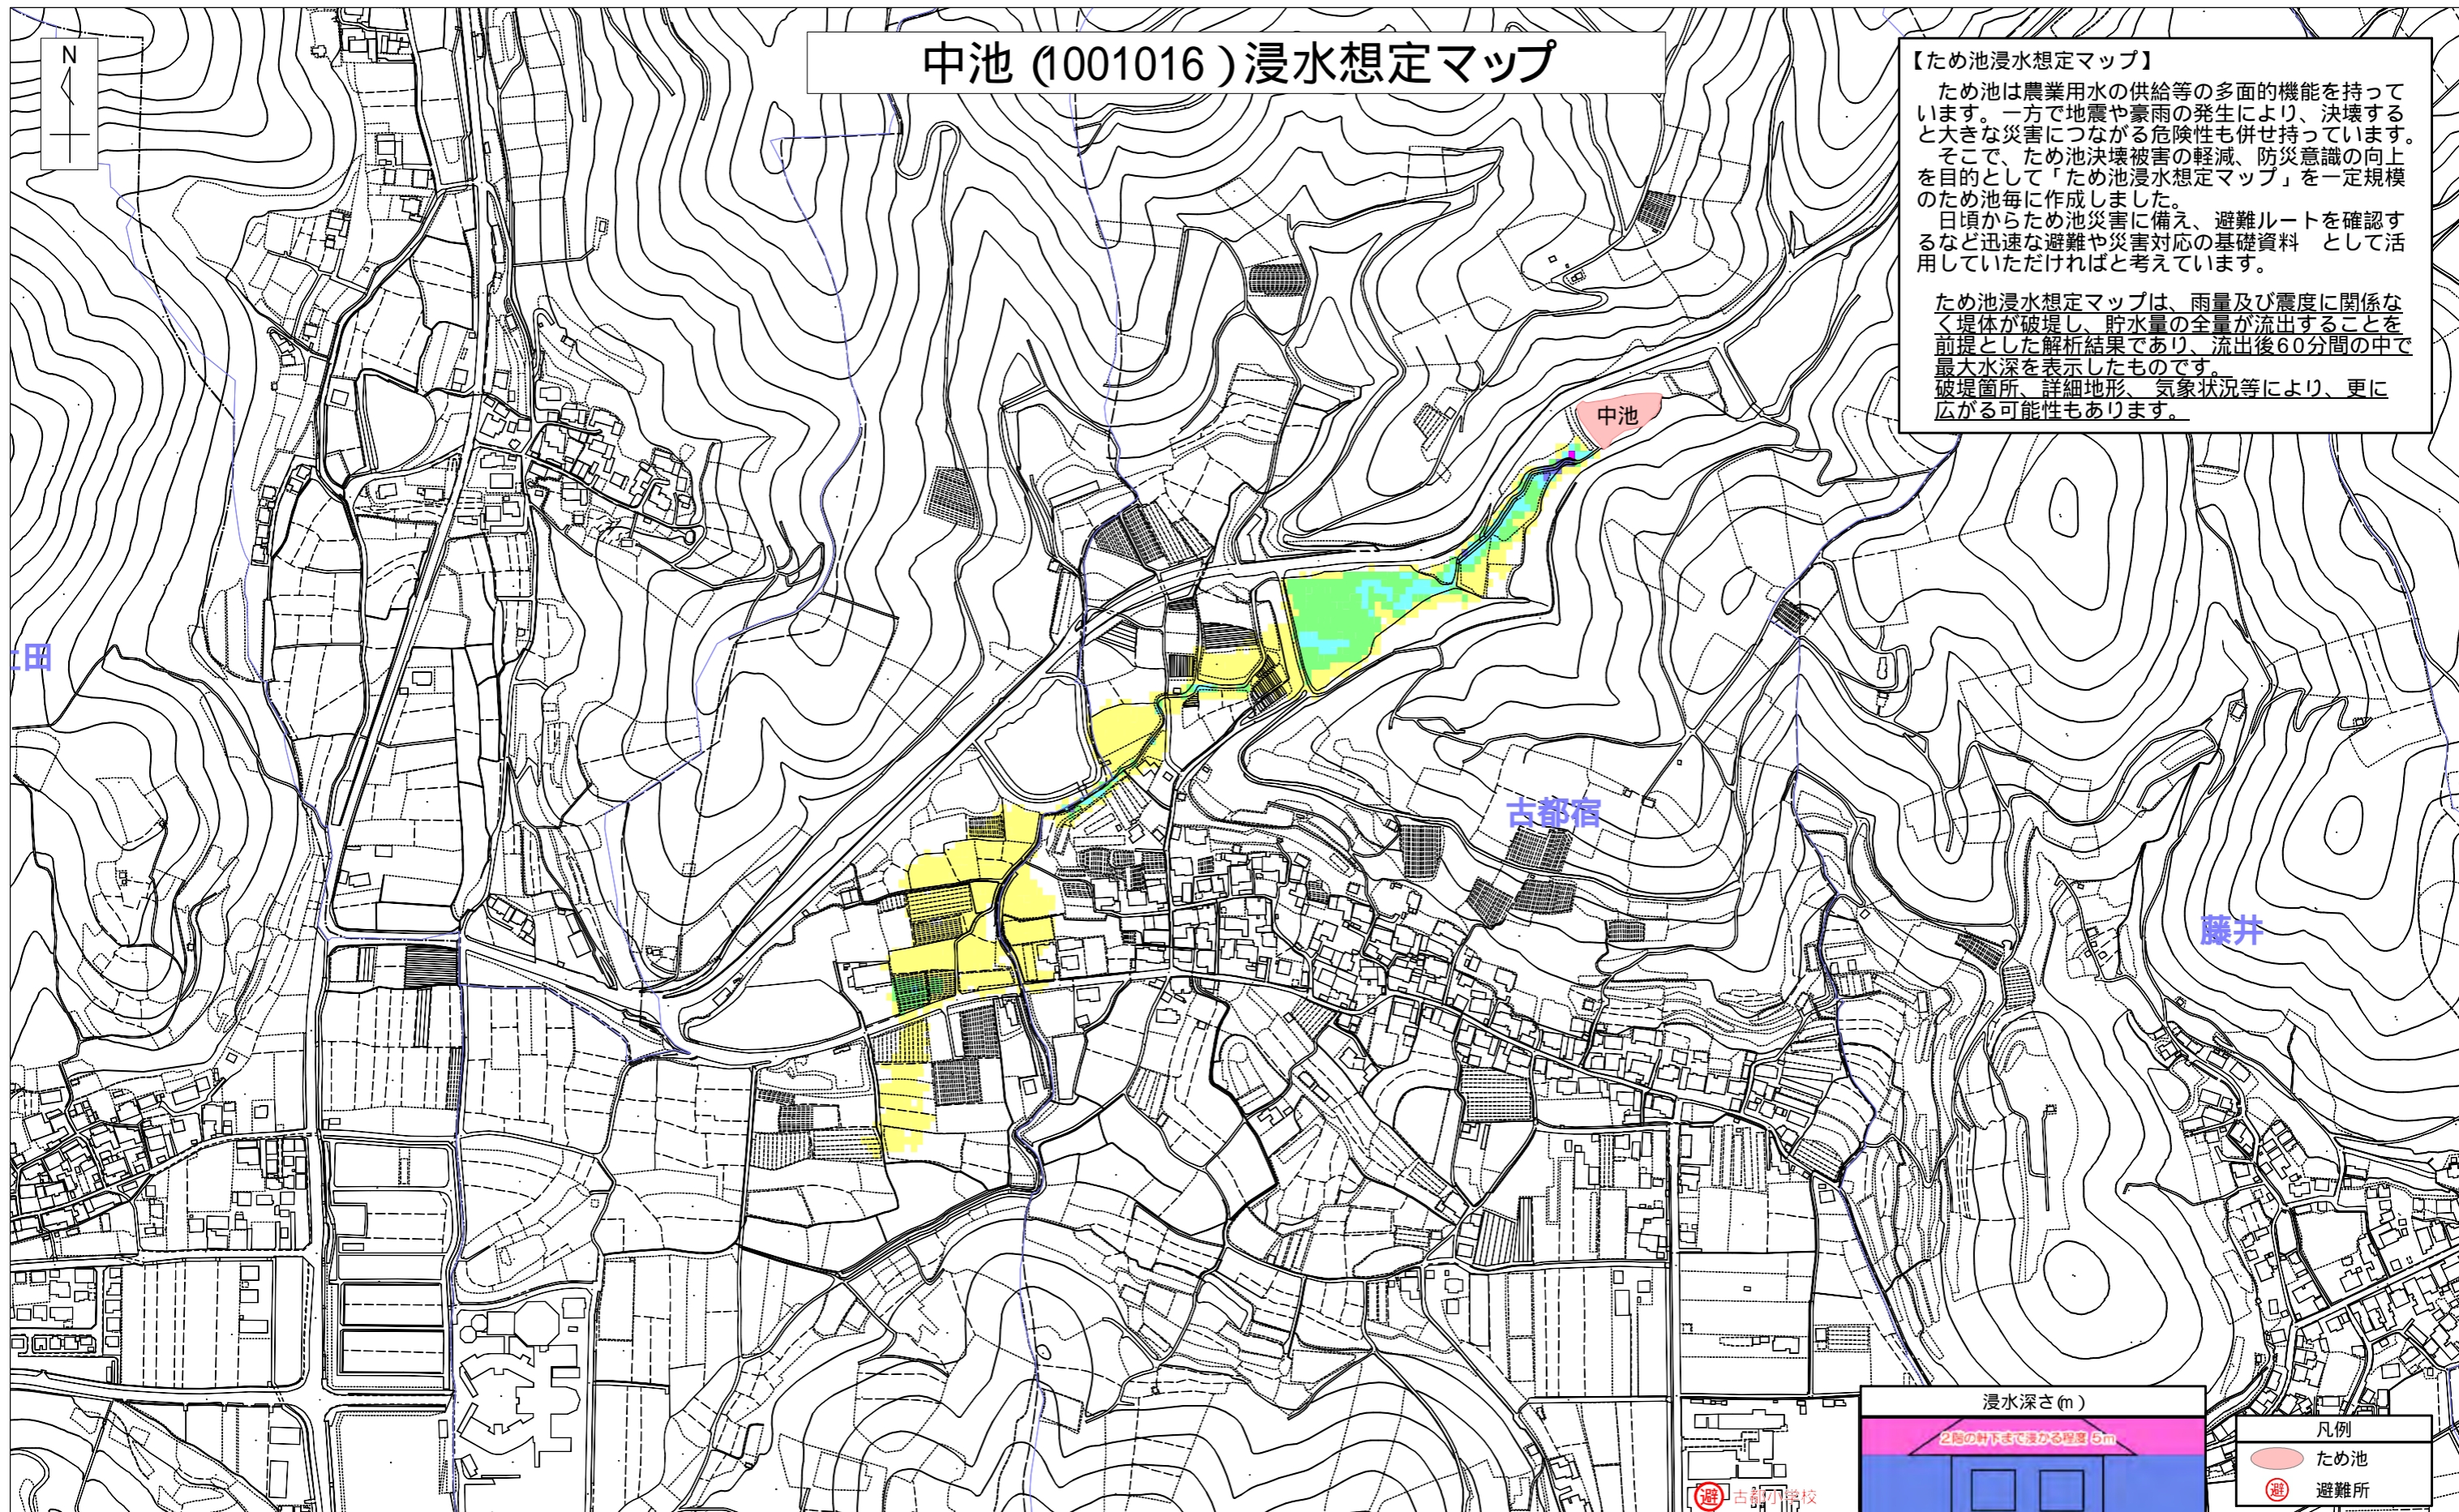 N
中池 (1001016 ) 浸水想定マップ
【ため池浸水想定マップ】
ため池は農業用水の供給等の多面的機能を持って
います。一方で地震や豪雨の発生により、決壊する
と大きな災害につながる危険性も併せ持っています。
そこで、ため池決壊被害の軽減、防災意識の向上
を目的として「ため池浸水想定マップ」を一定規模
のため池毎に作成しました。
日頃からため池災害に備え、避難ルートを確認す
るなど迅速な避難や災害対応の基礎資料　として活
用していただければと考えています。
ため池浸水想定マップは、雨量及び震度に関係な
く堤体が破堤し、貯水量の全量が流出することを
前提とした解析結果であり、流出後60分間の中で
最大水深を表示したものです。
破堤箇所、詳細地形、 気象状況等により、更に
広がる可能性もあります。
中池
田
古都宿
藤井
浸水深さ(m )
2階の軒下まで浸かる程度 5m
凡例
ため池
避 避難所
避 古都小学校